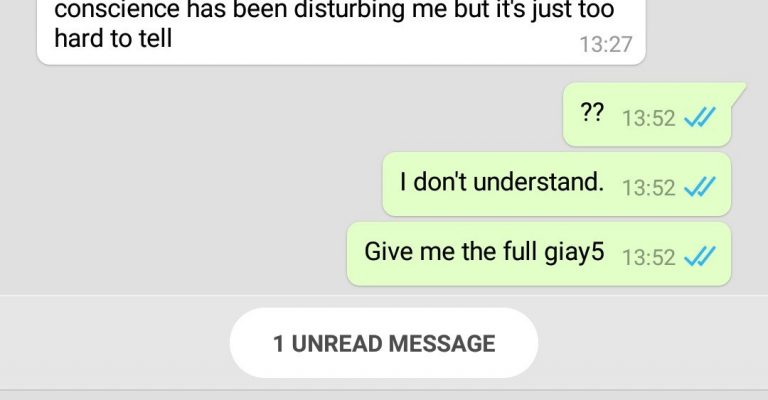 conscience has been disturbing me but it's just too
hard to tell
13:27
?? 13:52
I don't understand. 13:52
Give me the full giay5 13:52
1 UNREAD MESSAGE